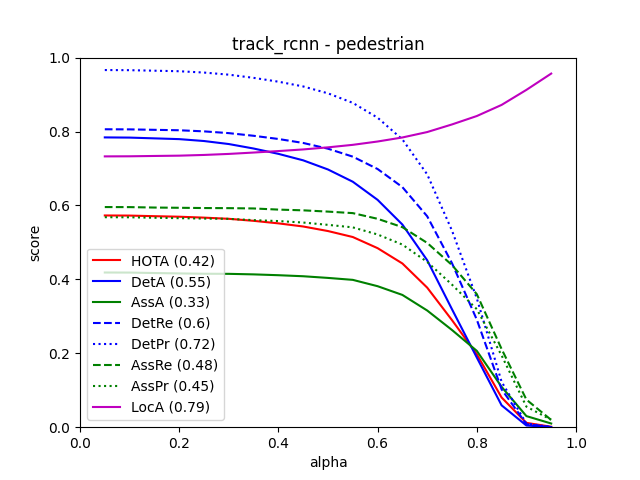 track_rcnn - pedestrian
1.0
0.8
0.6
0.4
0.2
0.0
score
HOTA (0.42)
DetA (0.55)
AssA (0.33)
DetRe (0.6)
DetPr (0.72)
AssRe (0.48)
AssPr (0.45)
LocA (0.79)
0.0 0.2 0.4 0.6 0.8 1.0
alpha